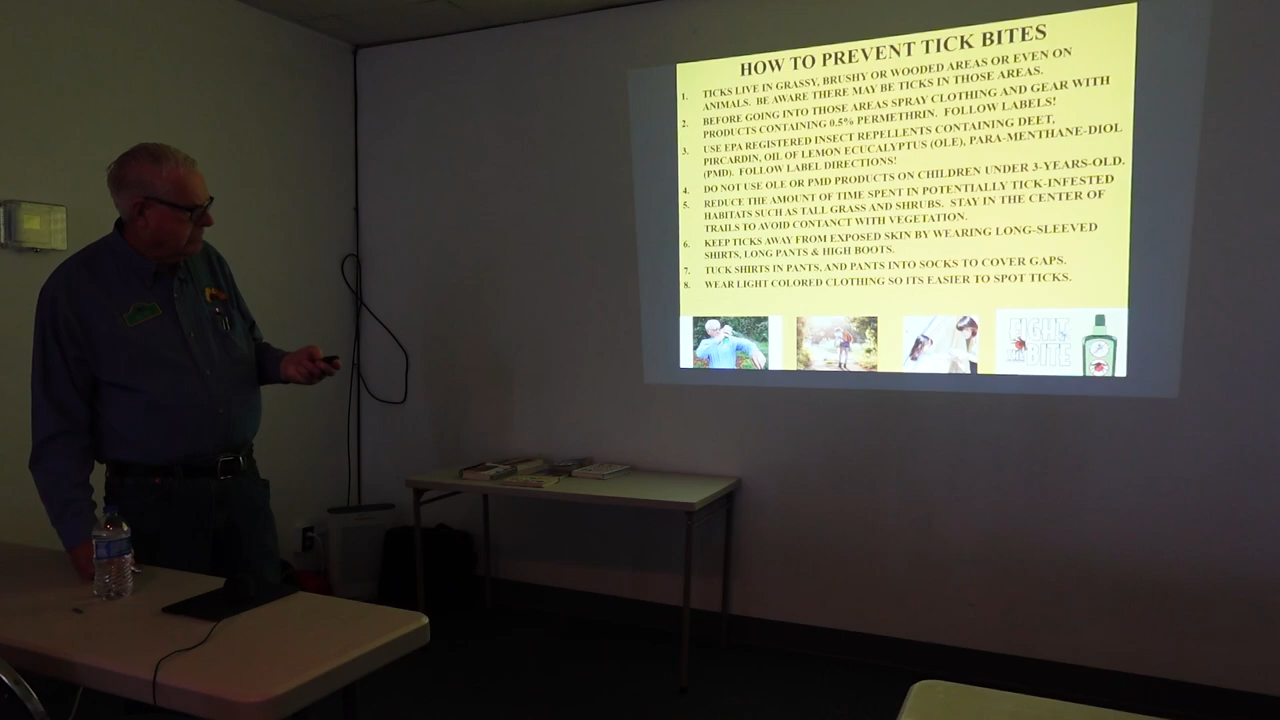 HOW TO PREVENT TICK BITES
1. TICKS LIVE IN GRASSY, BRUSHY OR WOODED AREAS OR EVEN ON
ANIMALS. BE AWARE THERE MAY BE TICKS IN THOSE AREAS.
2. BEFORE GOING INTO THOSE AREAS SPRAY CLOTHING AND GEAR WITH
PRODUCTS CONTAINING 0.5% PERMETHRIN. FOLLOW LABELS!
3. USE EPA REGISTERED INSECT REPELLENTS CONTAINING DEET,
PIRCARDIN, OIL OF LEMON ECUCALYPTUS (OLE), PARA-MENTHANE-DIOL
(PMD). FOLLOW LABEL DIRECTIONS!
4. DO NOT USE OLE OR PMD PRODUCTS ON CHILDREN UNDER 3-YEARS-OLD.
5. REDUCE THE AMOUNT OF TIME SPENT IN POTENTIALLY TICK-INFESTED
HABITATS SUCH AS TALL GRASS AND SHRUBS. STAY IN THE CENTER OF
TRAILS TO AVOID CONTANCT WITH VEGETATION.
6. KEEP TICKS AWAY FROM EXPOSED SKIN BY WEARING LONG-SLEEVED
SHIRTS, LONG PANTS & HIGH BOOTS.
7. TUCK SHIRTS IN PANTS, AND PANTS INTO SOCKS TO COVER GAPS.
8. WEAR LIGHT COLORED CLOTHING SO ITS EASIER TO SPOT TICKS.
FIGHT
THE BITE